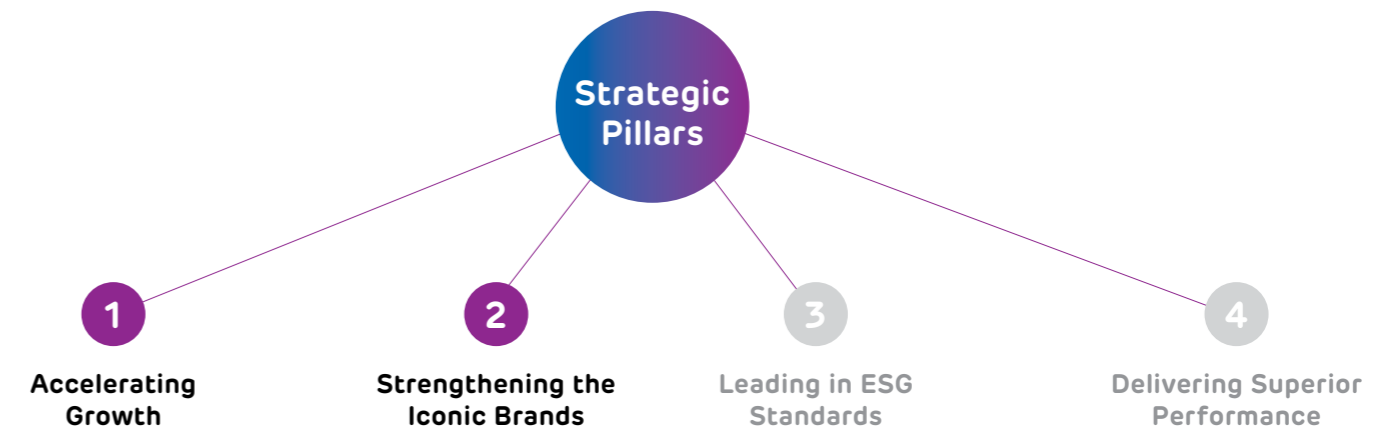 Strategic
Pillars
1
2
3
4
Accelerating
Growth
Strengthening the
Iconic Brands
Leading in ESG
Standards
Delivering Superior
Performance